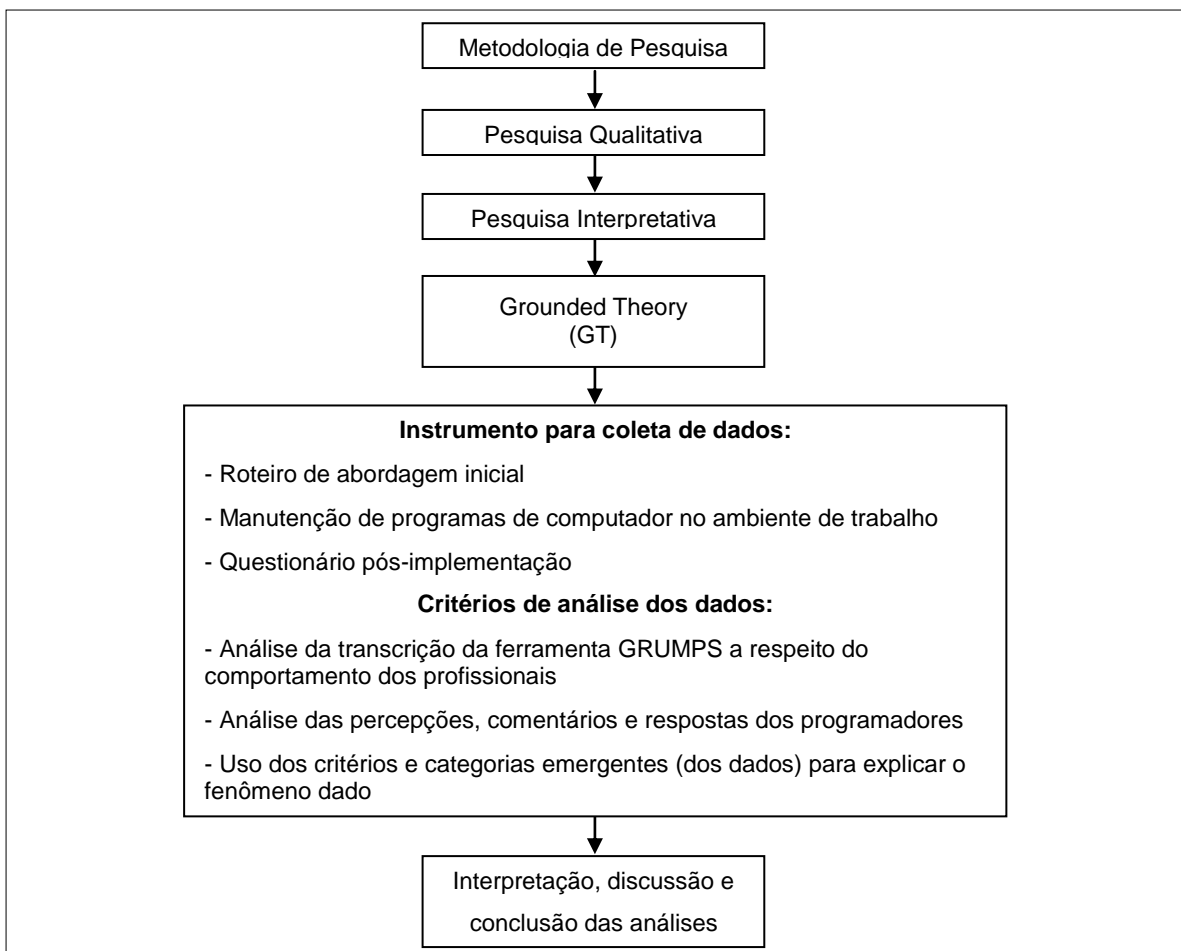 Metodologia de Pesquisa
Pesquisa Qualitativa
Pesquisa Interpretativa
Grounded Theory
(GT)
Instrumento para coleta de dados:
- Roteiro de abordagem inicial
- Manutenção de programas de computador no ambiente de trabalho
- Questionário pós-implementação
Critérios de análise dos dados:
- Análise da transcrição da ferramenta GRUMPS a respeito do
comportamento dos profissionais
- Análise das percepções, comentários e respostas dos programadores
- Uso dos critérios e categorias emergentes (dos dados) para explicar o
fenômeno dado
Interpretação, discussão e
conclusão das análises